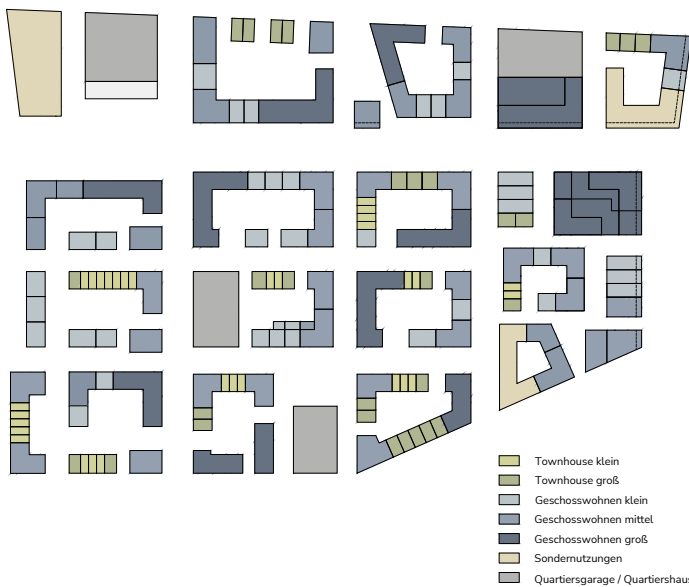 Townhouse klein
Townhouse groß
Geschosswohnen klein
Geschosswohnen mittel
Geschosswohnen groß
Sondernutzungen
Quartiersgarage / Quartiershaus